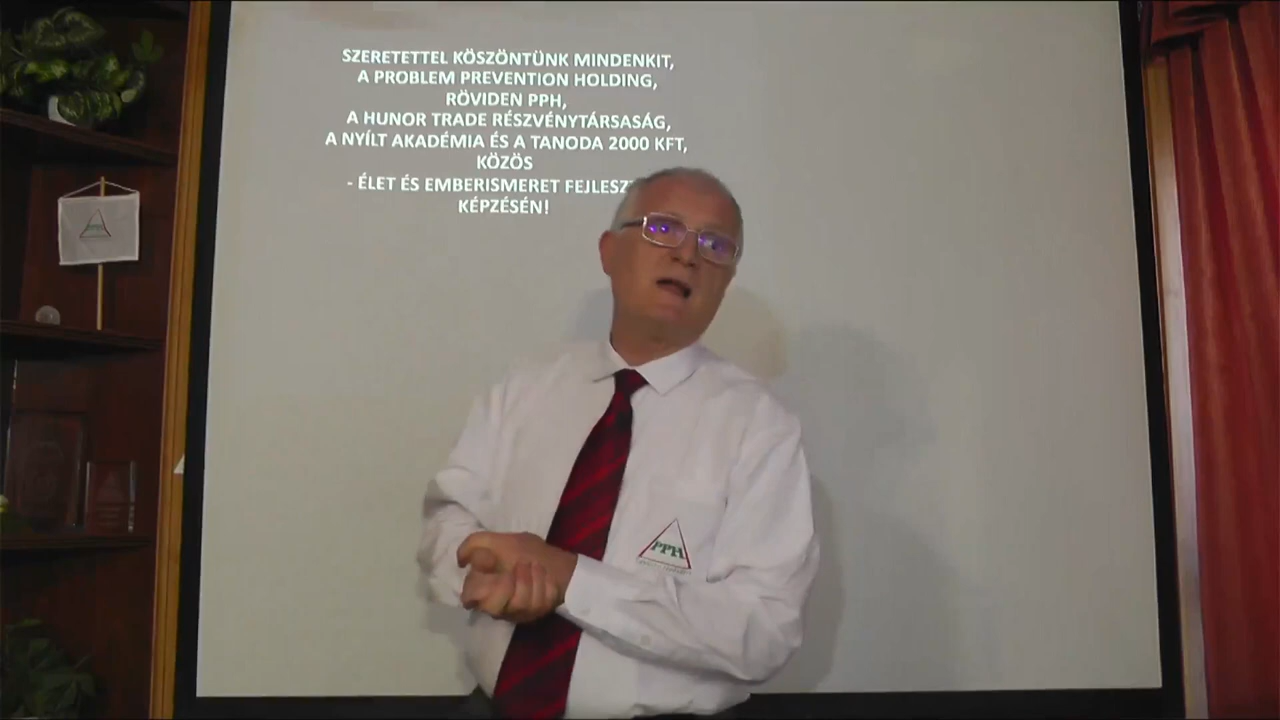 SZERETETTEL KÖSZÖNTÜNK MINDENKIT,
A PROBLEM PREVENTION HOLDING,
RÖVIDEN PPH,
A HUNOR TRADE RÉSZVÉNYTÁRSASÁG,
A NYÍLT AKADÉMIA ÉS A TANODA 2000 KFT,
KÖZÖS
- ÉLET ÉS EMBERISMERET
KÉPZÉSÉN!
PPH
PPH